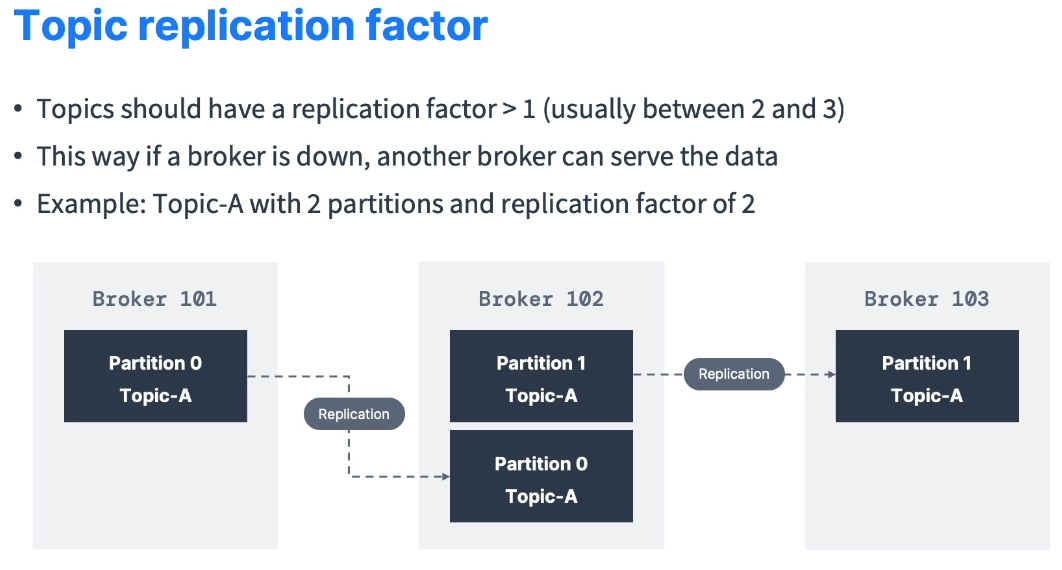 Topic replication factor
• Topics should have a replication factor > 1 (usually between 2 and 3)
• This way if a broker is down, another broker can serve the data
• Example: Topic-A with 2 partitions and replication factor of 2
Broker 101
Partition 0
Topic-A
Replication
Broker 102
Partition 1
Topic-A
Partition 0
Topic-A
Replication
Broker 103
Partition 1
Topic-A